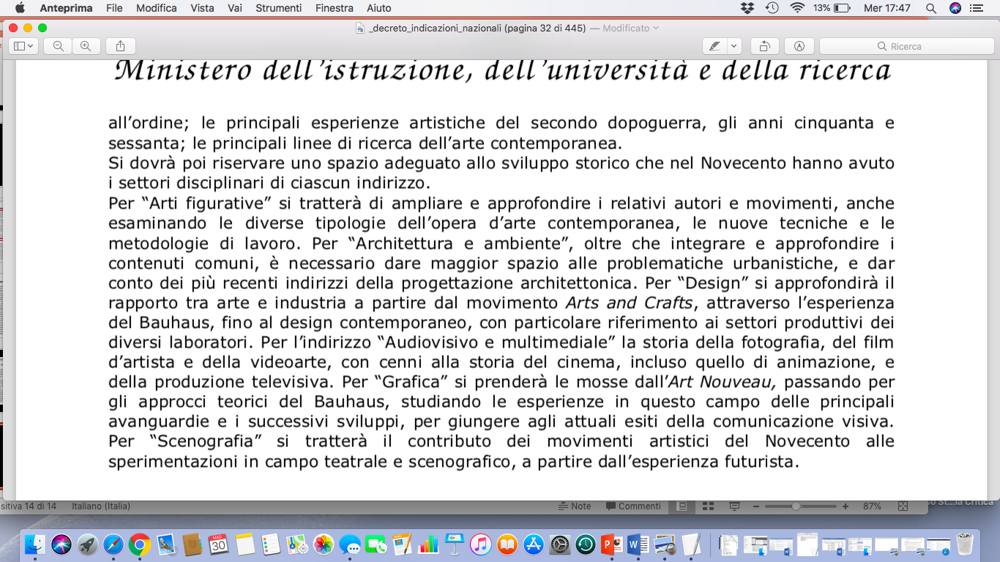 Anteprima File Modifica Vista Vai Strumenti Finestra Aiuto 13% Mer 17:47
_decreto_indicazioni_nazionali (pagina 32 di 445) — Modificato
Ricerca
Ministero dell'istruzione, dell'università e della ricerca
all’ordine; le principali esperienze artistiche del secondo dopoguerra, gli anni cinquanta e
sessanta; le principali linee di ricerca dell’arte contemporanea.
Si dovrà poi riservare uno spazio adeguato allo sviluppo storico che nel Novecento hanno avuto
i settori disciplinari di ciascun indirizzo.
Per “Arti figurative” si tratterà di ampliare e approfondire i relativi autori e movimenti, anche
esaminando le diverse tipologie dell’opera d’arte contemporanea, le nuove tecniche e le
metodologie di lavoro. Per “Architettura e ambiente”, oltre che integrare e approfondire i
contenuti comuni, è necessario dare maggior spazio alle problematiche urbanistiche, e dar
conto dei più recenti indirizzi della progettazione architettonica. Per “Design” si approfondirà il
rapporto tra arte e industria a partire dal movimento Arts and Crafts, attraverso l’esperienza
del Bauhaus, fino al design contemporaneo, con particolare riferimento ai settori produttivi dei
diversi laboratori. Per l’indirizzo “Audiovisivo e multimediale” la storia della fotografia, del film
d’artista e della videoarte, con cenni alla storia del cinema, incluso quello di animazione, e
della produzione televisiva. Per “Grafica” si prenderà le mosse dall’Art Nouveau, passando per
gli approcci teorici del Bauhaus, studiando le esperienze in questo campo delle principali
avanguardie e i successivi sviluppi, per giungere agli attuali esiti della comunicazione visiva.
Per “Scenografia” si tratterà il contributo dei movimenti artistici del Novecento alle
sperimentazioni in campo teatrale e scenografico, a partire dall’esperienza futurista.
sitiva 14 di 14 Italiano (Italia) Note Commenti 87%
MAG
30